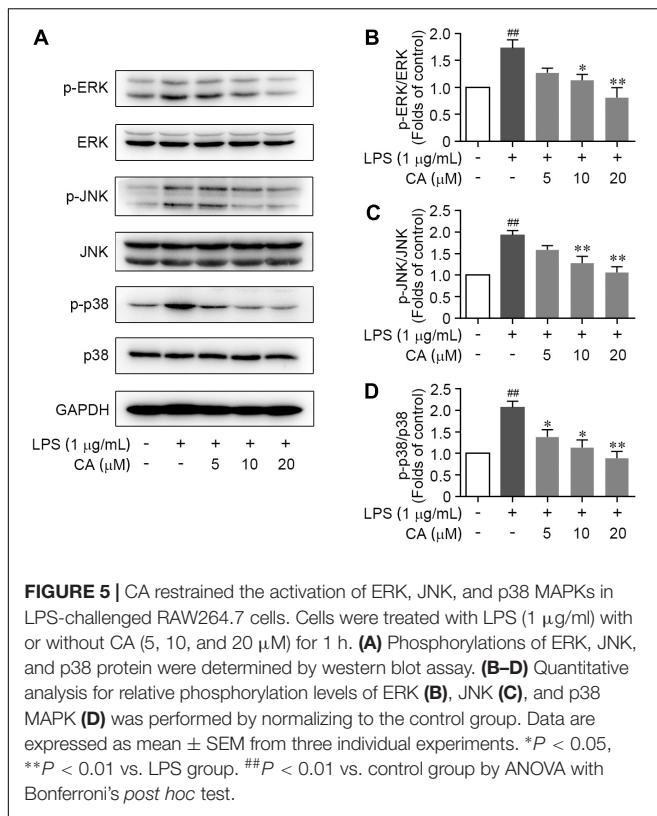 A
p-ERK
ERK
p-JNK
JNK
p-p38
p38
GAPDH
LPS (1 μg/mL) - + + + +
CA (μM) - - 5 10 20
B
p-ERK/ERK
(Folds of control)
2.0
1.5
1.0
0.5
0.0
## * **
LPS (1 μg/mL) - + + + +
CA (μM) - - 5 10 20
C
p-JNK/JNK
(Folds of control)
2.5
2.0
1.5
1.0
0.5
0
## ** **
LPS (1 μg/mL) - + + + +
CA (μM) - - 5 10 20
D
p-p38/p38
(Folds of control)
2.5
2.0
1.5
1.0
0.5
0.0
## * * **
LPS (1 μg/mL) - + + + +
CA (μM) - - 5 10 20
FIGURE 5 | CA restrained the activation of ERK, JNK, and p38 MAPKs in
LPS-challenged RAW264.7 cells. Cells were treated with LPS (1 μg/ml) with
or without CA (5, 10, and 20 μM) for 1 h. (A) Phosphorylations of ERK, JNK,
and p38 protein were determined by western blot assay. (B–D) Quantitative
analysis for relative phosphorylation levels of ERK (B), JNK (C), and p38
MAPK (D) was performed by normalizing to the control group. Data are
expressed as mean ± SEM from three individual experiments. *P < 0.05,
**P < 0.01 vs. LPS group. ##P < 0.01 vs. control group by ANOVA with
Bonferroni's post hoc test.